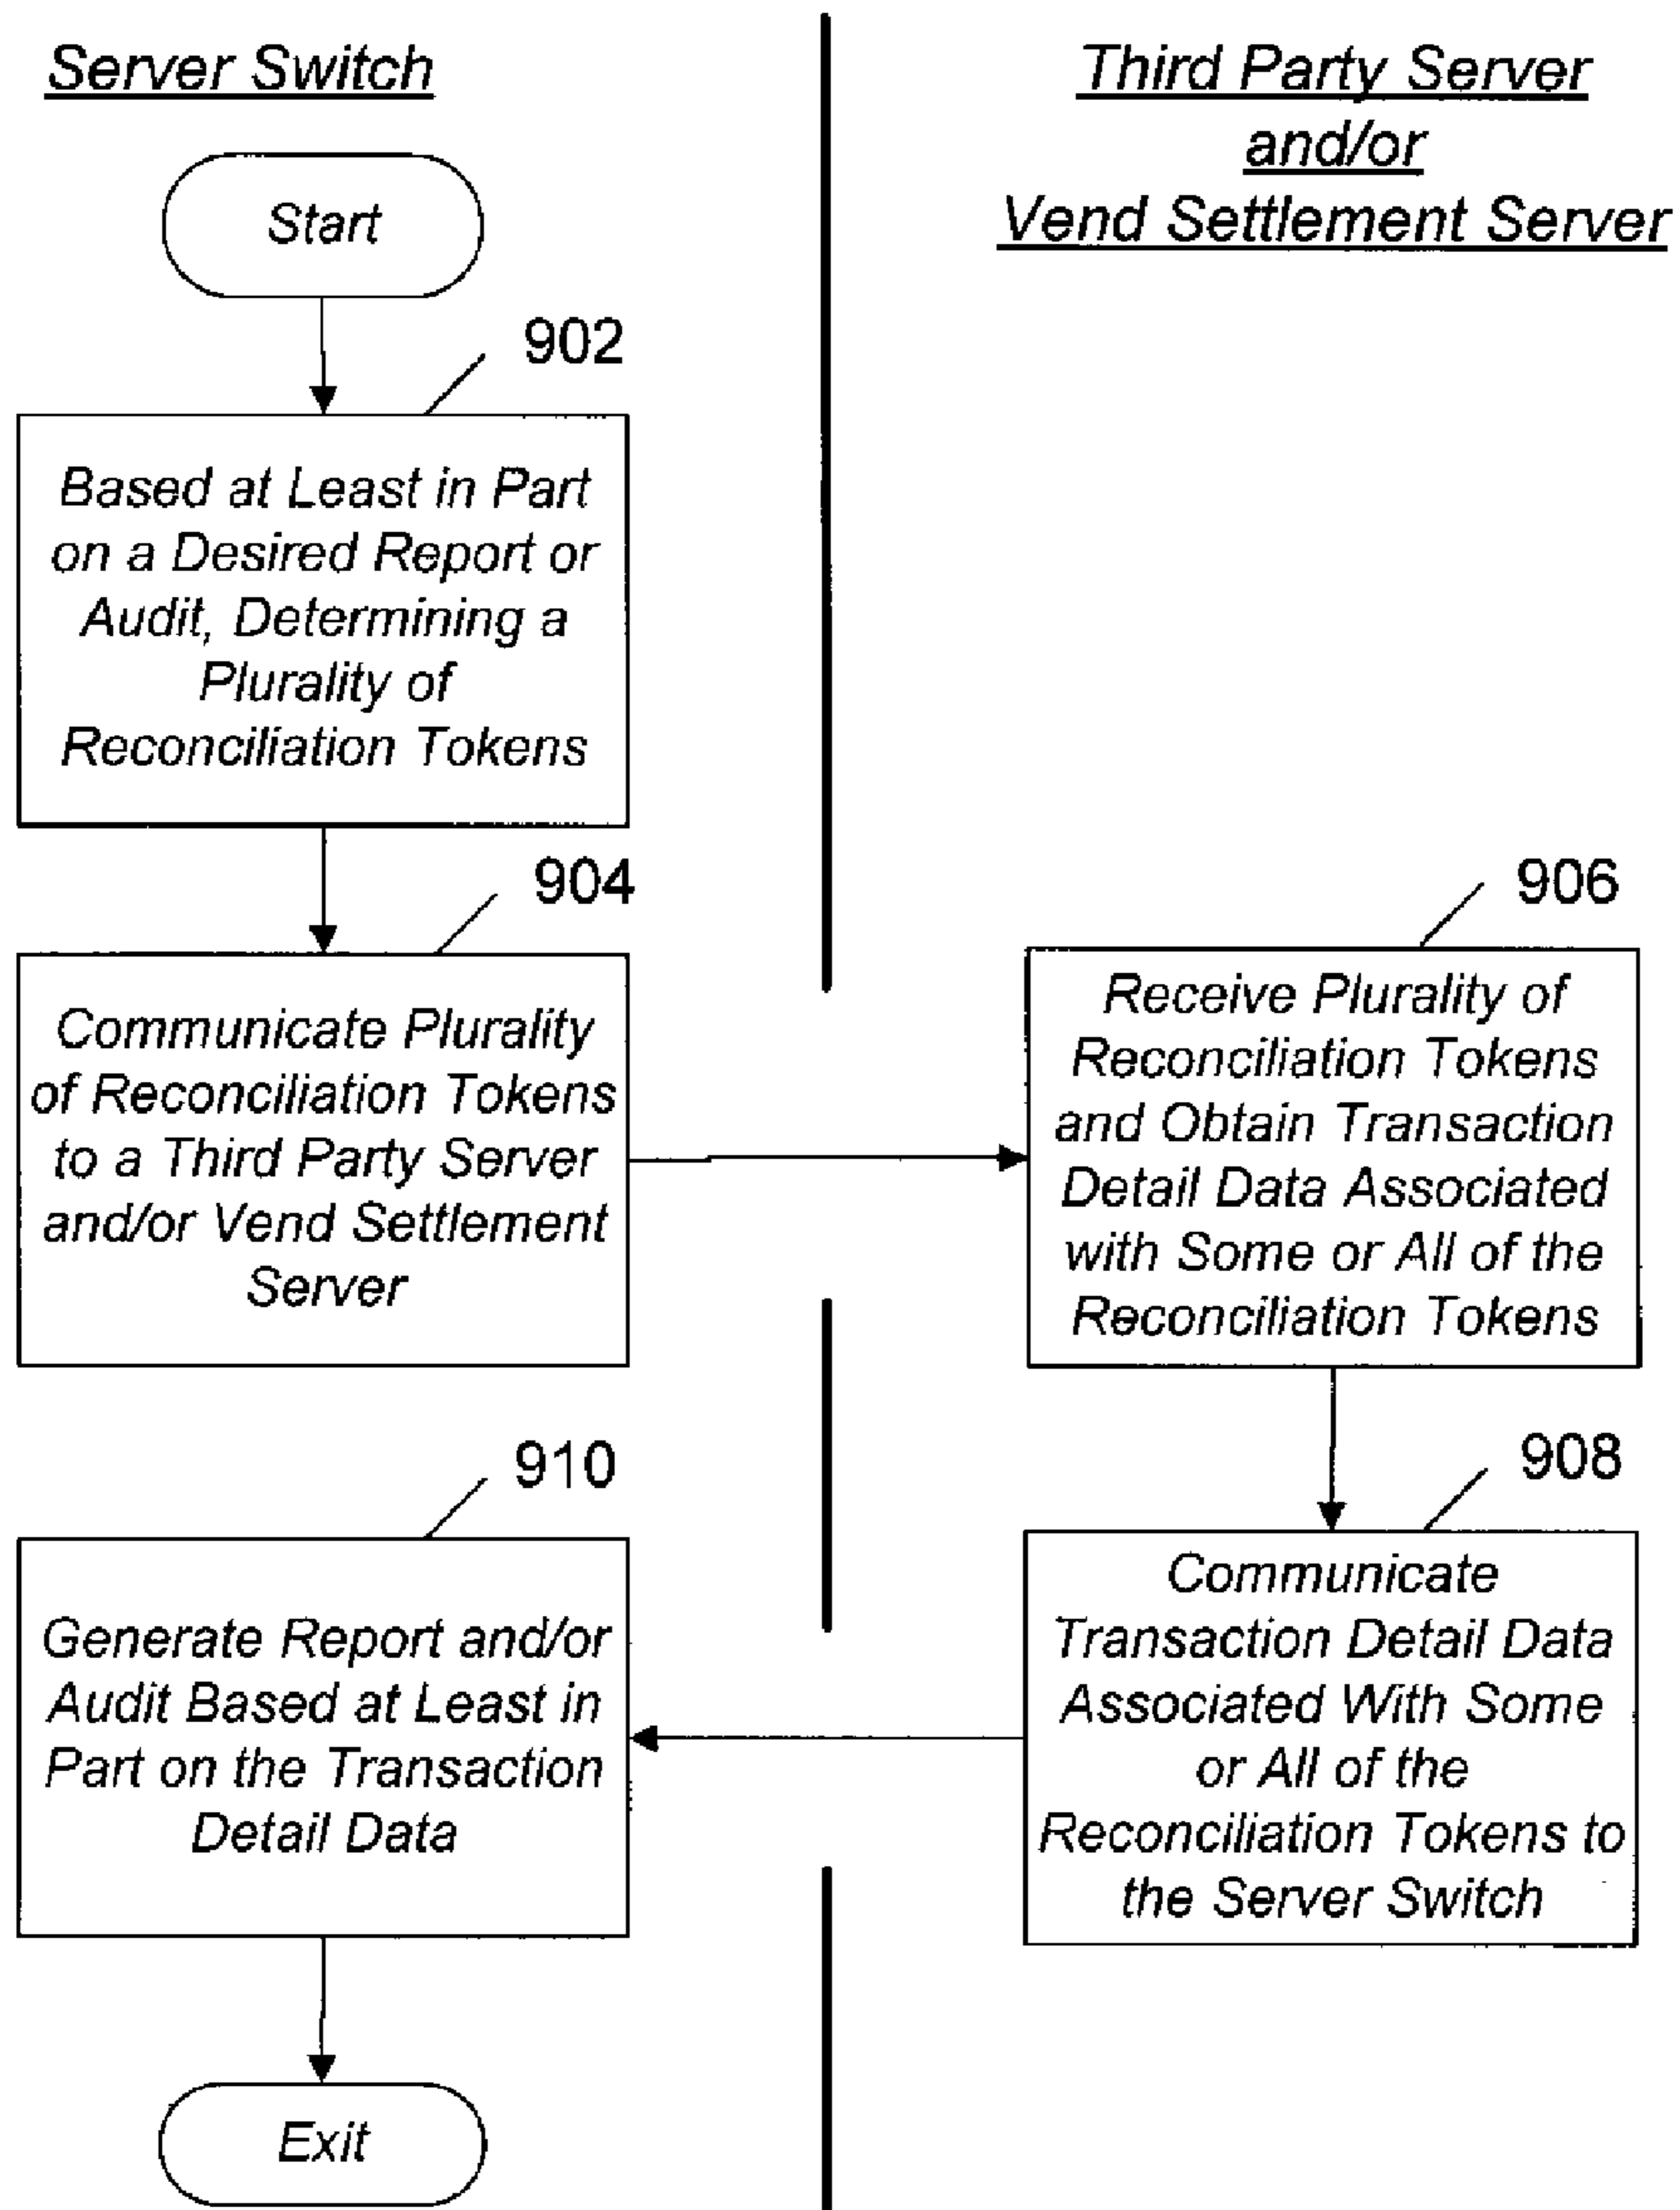 Server Switch
Third Party Server
and/or
Vend Settlement Server
Start
902
Based at Least in Part
on a Desired Report or
Audit, Determining a
Plurality of
Reconciliation Tokens
904
Communicate Plurality
of Reconciliation Tokens
to a Third Party Server
and/or Vend Settlement
Server
906
Receive Plurality of
Reconciliation Tokens
and Obtain Transaction
Detail Data Associated
with Some or All of the
Reconciliation Tokens
908
Communicate
Transaction Detail Data
Associated With Some
or All of the
Reconciliation Tokens to
the Server Switch
910
Generate Report and/or
Audit Based at Least in
Part on the Transaction
Detail Data
Exit